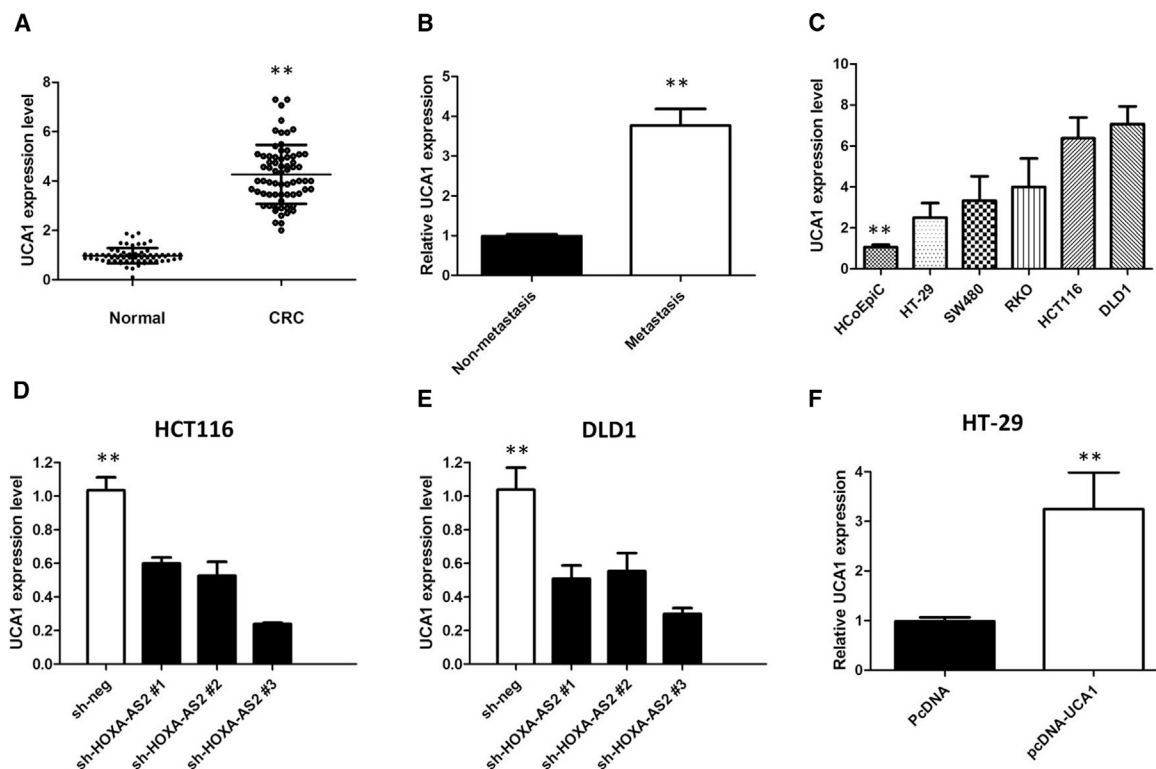 A
UCA1 expression level
8
6
4
2
0
**
Normal
CRC
B
Relative UCA1 expression
5
4
3
2
1
0
**
Non-metastasis
Metastasis
C
UCA1 expression level
10
8
6
4
2
0
**
HCoEpiC
HT-29
SW480
RKO
HCT116
DLD1
D
HCT116
UCA1 expression level
1.2
1.0
0.8
0.6
0.4
0.2
0.0
**
sh-neg
sh-HOXA-AS2 #1
sh-HOXA-AS2 #2
sh-HOXA-AS2 #3
E
DLD1
UCA1 expression level
1.2
1.0
0.8
0.6
0.4
0.2
0.0
**
sh-neg
sh-HOXA-AS2 #1
sh-HOXA-AS2 #2
sh-HOXA-AS2 #3
F
HT-29
Relative UCA1 expression
4
3
2
1
0
**
PcDNA
pcDNA-UCA1